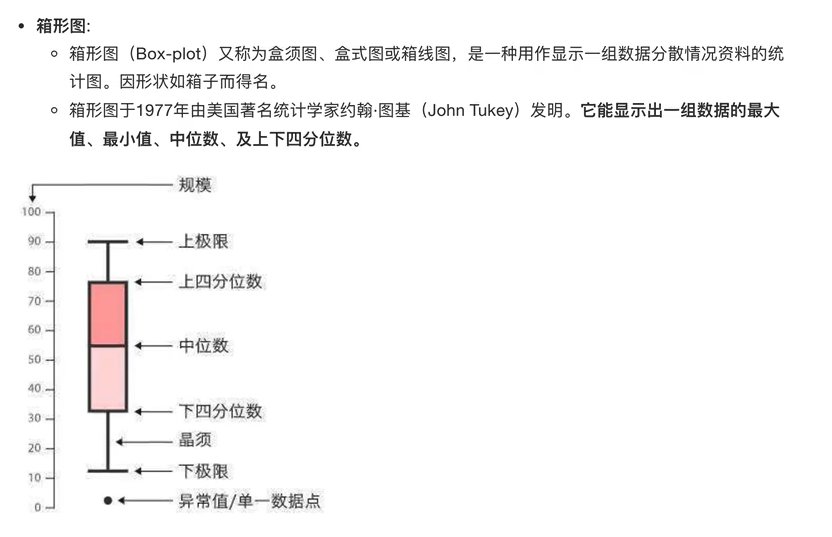 • 箱形图:
○ 箱形图（Box-plot）又称为盒须图、盒式图或箱线图，是一种用作显示一组数据分散情况资料的统
计图。因形状如箱子而得名。
○ 箱形图于1977年由美国著名统计学家约翰·图基（John Tukey）发明。它能显示出一组数据的最大
值、最小值、中位数、及上下四分位数。
规模
100
90 上极限
80 上四分位数
70
60
50 中位数
40
30 下四分位数
20 晶须
10 下极限
0 异常值/单一数据点